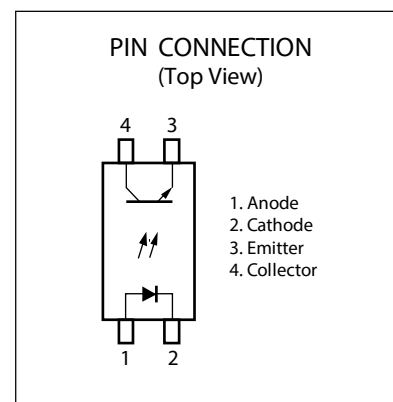 PIN CONNECTION
(Top View)
4 3
1. Anode
2. Cathode
3. Emitter
4. Collector
1 2